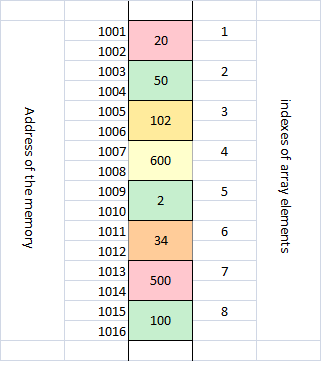 Address of the memory
1001 20 1
1002
1003 50 2
1004
1005 102 3
1006
1007 600 4
1008
1009 2 5
1010
1011 34 6
1012
1013 500 7
1014
1015 100 8
1016
indexes of array elements